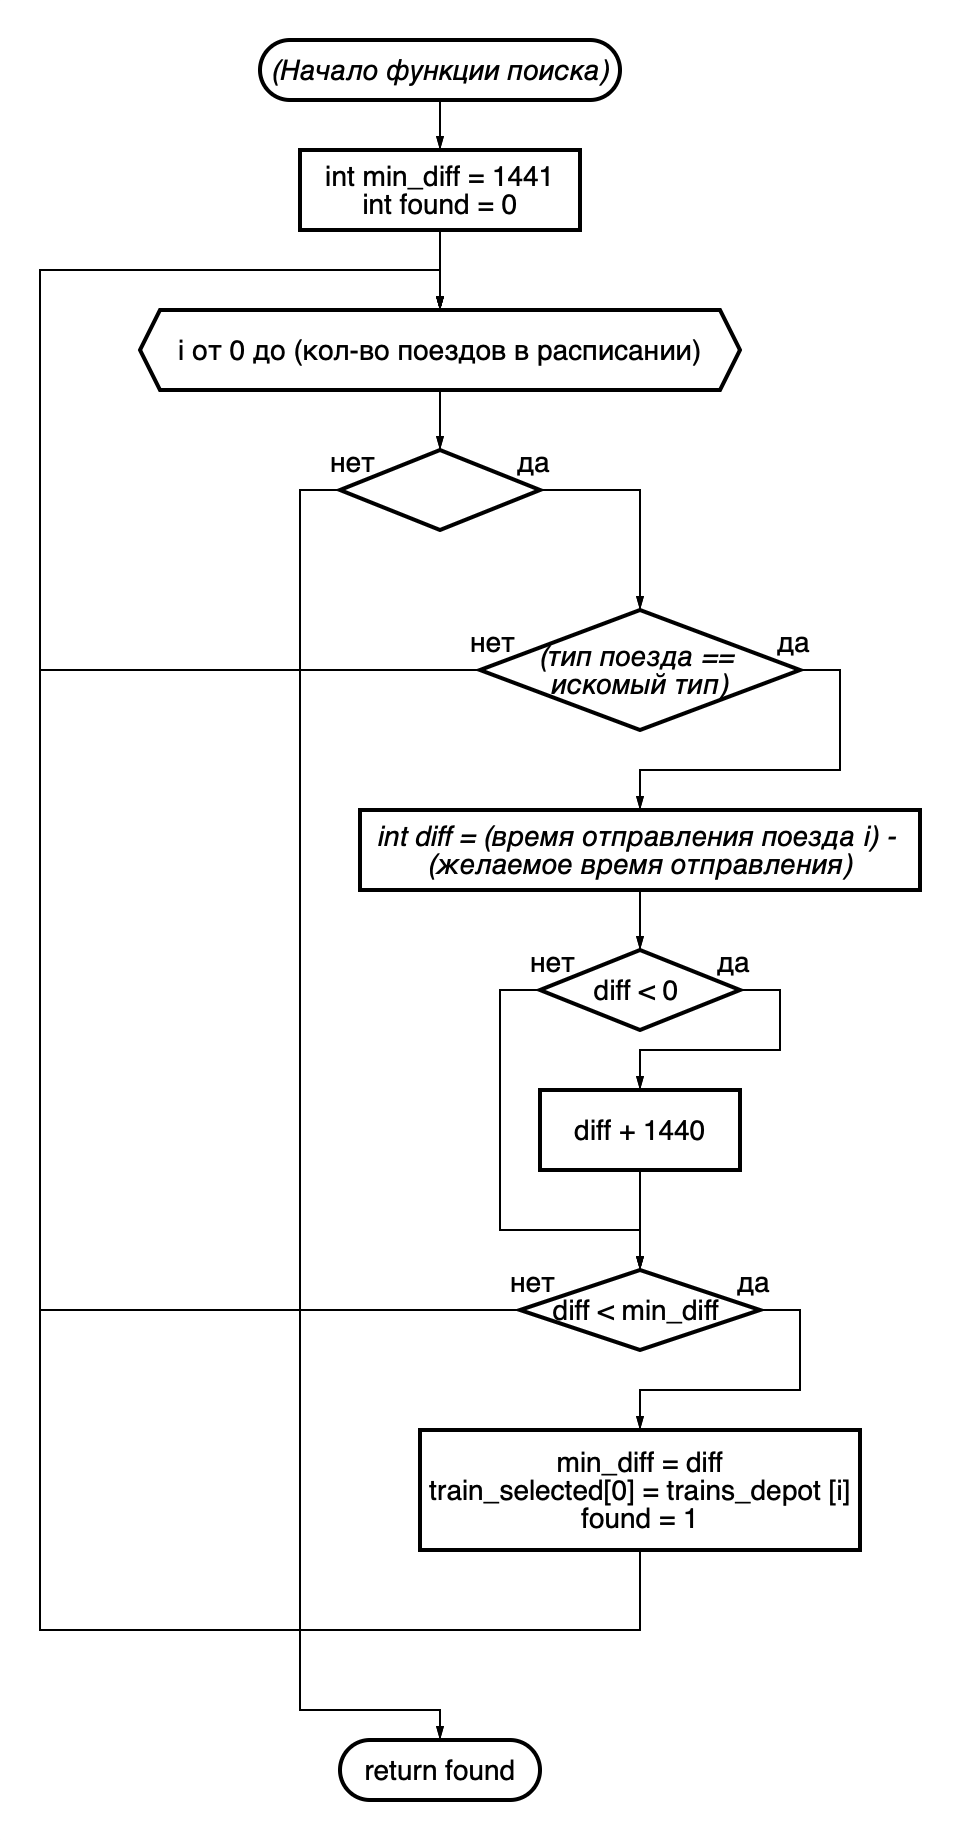 (Начало функции поиска)
int min_diff = 1441
int found = 0
i от 0 до (кол-во поездов в расписании)
нет
да
нет
да
(тип поезда ==
искомый тип)
int diff = (время отправления поезда i) -
(желаемое время отправления)
нет
да
diff < 0
diff + 1440
нет
да
diff < min_diff
min_diff = diff
train_selected[0] = trains_depot [i]
found = 1
return found